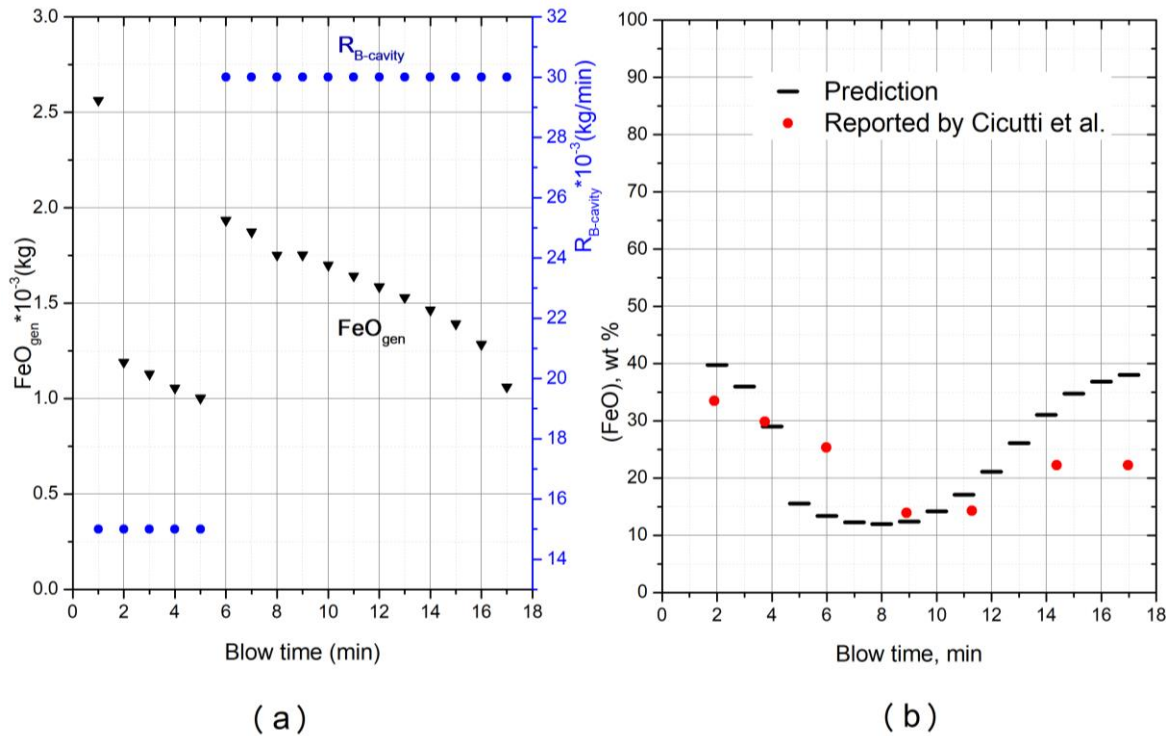 3.0
2.5
2.0
1.5
1.0
0.5
0.0
FeO_gen*10^-3(kg)
R_B-cavity
FeO_gen
32
30
28
26
24
22
20
18
16
14
R_B-cavity*10^-3(kg/min)
0 2 4 6 8 10 12 14 16 18
Blow time (min)
(a)
100
90
80
70
60
50
40
30
20
10
0
(FeO), wt %
Prediction
Reported by Cicutti et al.
0 2 4 6 8 10 12 14 16 18
Blow time, min
(b)